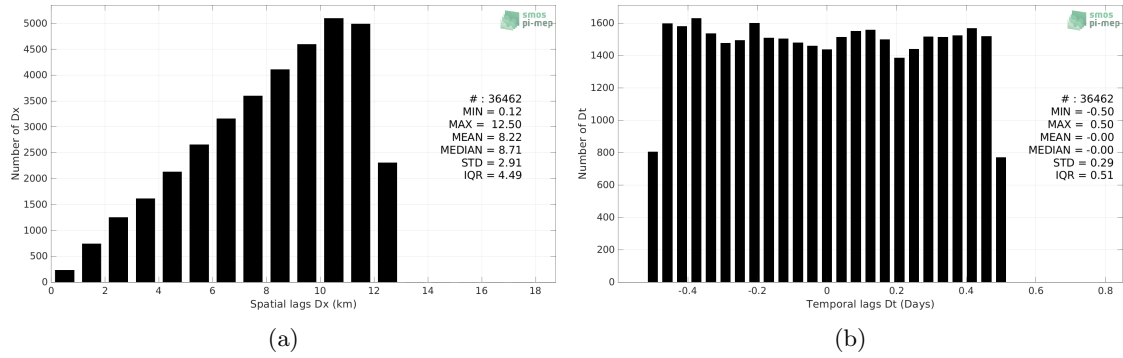 5000
4500
4000
3500
3000
2500
2000
1500
1000
500
0
Number of Dx
smos
pi-mep
# : 36462
MIN = 0.12
MAX = 12.50
MEAN = 8.22
MEDIAN = 8.71
STD = 2.91
IQR = 4.49
0 2 4 6 8 10 12 14 16 18
Spatial lags Dx (km)
(a)
1600
1400
1200
1000
800
600
400
200
0
Number of Dt
smos
pi-mep
# : 36462
MIN = -0.50
MAX = 0.50
MEAN = -0.00
MEDIAN = -0.00
STD = 0.29
IQR = 0.51
-0.4 -0.2 0 0.2 0.4 0.6 0.8
Temporal lags Dt (Days)
(b)